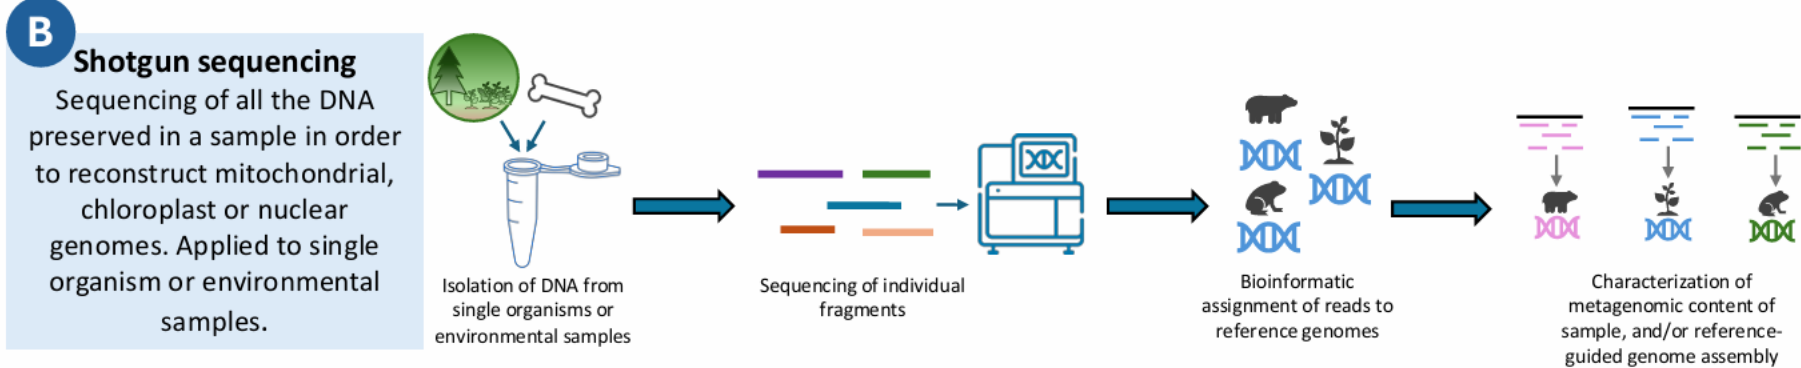 B
Shotgun sequencing
Sequencing of all the DNA
preserved in a sample in order
to reconstruct mitochondrial,
chloroplast or nuclear
genomes. Applied to single
organism or environmental
samples.
Isolation of DNA from
single organisms or
environmental samples
Sequencing of individual
fragments
Bioinformatic
assignment of reads to
reference genomes
Characterization of
metagenomic content of
sample, and/or reference-
guided genome assembly